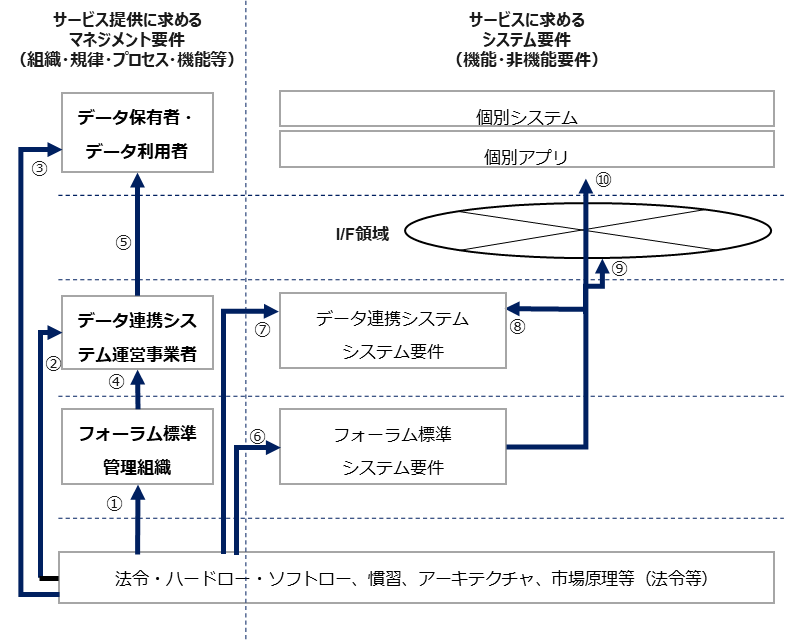 サービス提供に求める
マネジメント要件
（組織・規律・プロセス・機能等）
サービスに求める
システム要件
（機能・非機能要件）
データ保有者・
データ利用者
個別システム
個別アプリ
③
⑩
⑤
I/F領域
⑨
データ連携シス
テム運営事業者
データ連携システム
システム要件
②
⑦
⑧
④
フォーラム標準
管理組織
⑥
フォーラム標準
システム要件
①
法令・ハードロー・ソフトロー、慣習、アーキテクチャ、市場原理等（法令等）